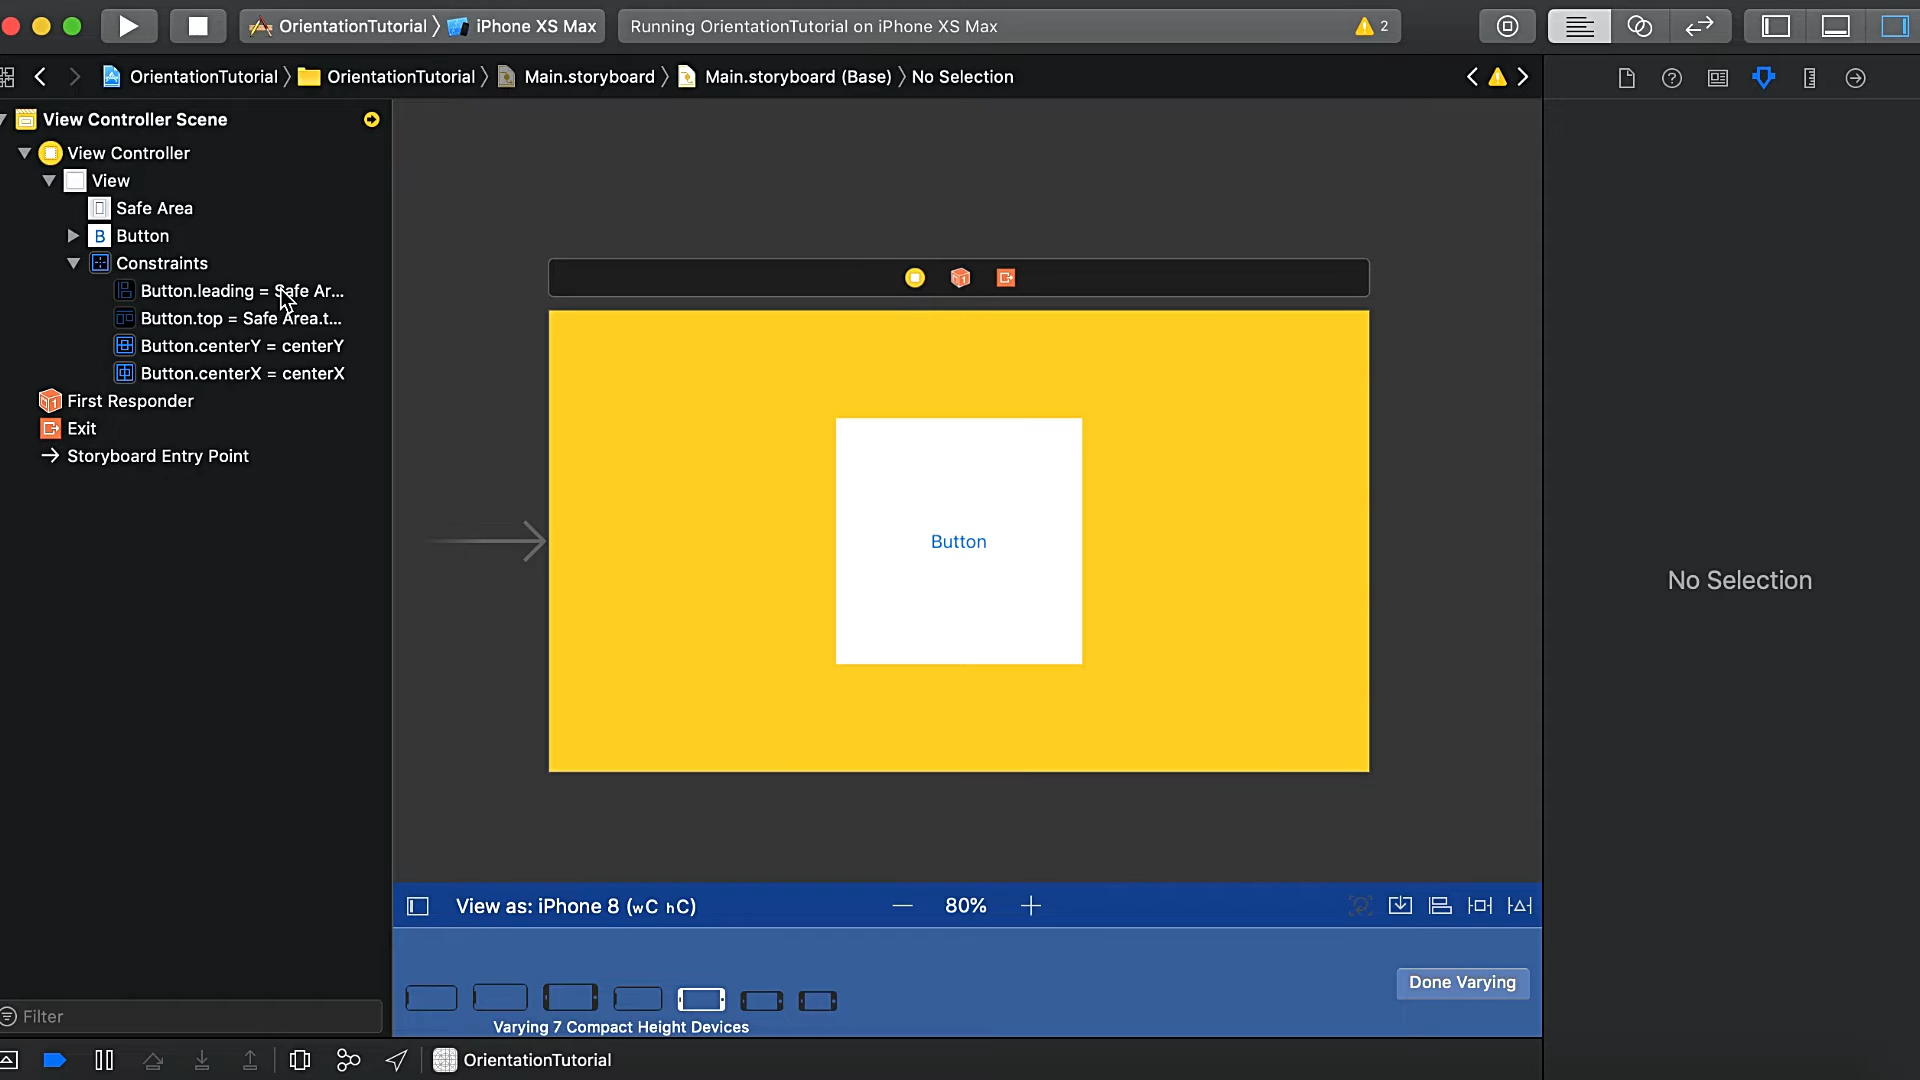 OrientationTutorial 〉 iPhone XS Max
Running OrientationTutorial on iPhone XS Max
2
OrientationTutorial 〉 OrientationTutorial 〉 Main.storyboard 〉 Main.storyboard (Base) 〉 No Selection
View Controller Scene
View Controller
View
Safe Area
B Button
Constraints
Button.leading = Safe Ar...
Button.top = Safe Area.t...
Button.centerY = centerY
Button.centerX = centerX
First Responder
Exit
Storyboard Entry Point
Button
No Selection
View as: iPhone 8 (wC hC)
80%
Done Varying
Varying 7 Compact Height Devices
Filter
OrientationTutorial